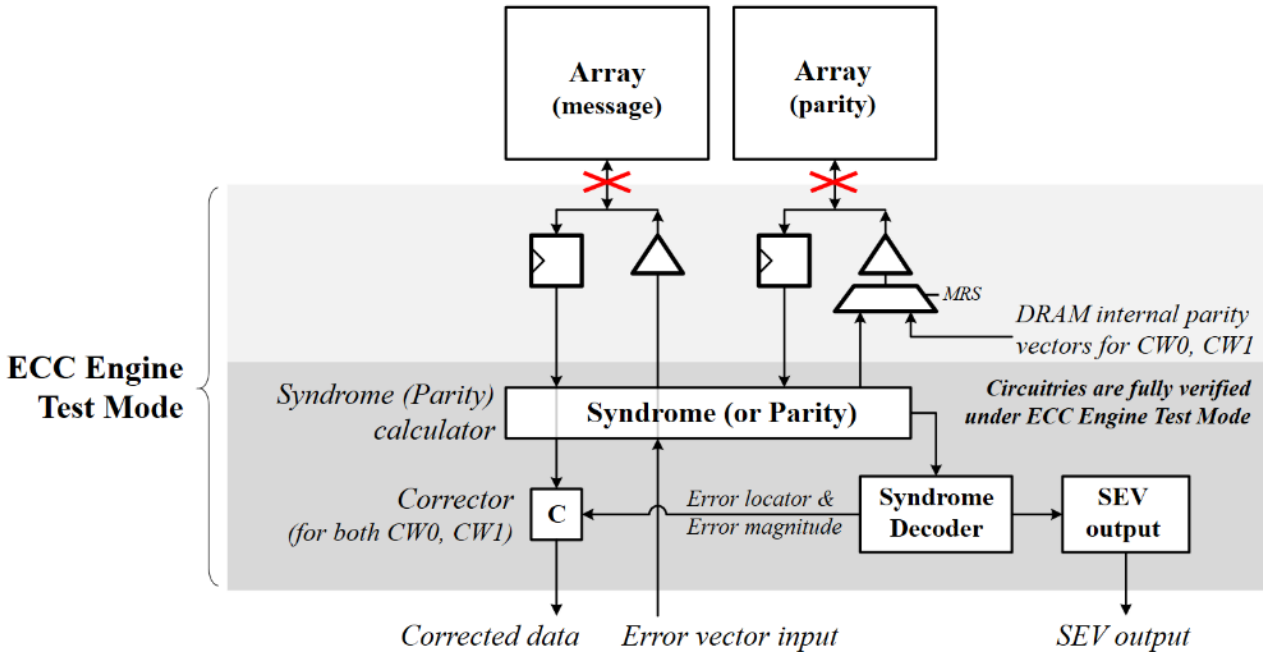 Array
(message)
Array
(parity)
MRS
DRAM internal parity
vectors for CW0, CW1
ECC Engine
Test Mode
Circuitries are fully verified
under ECC Engine Test Mode
Syndrome (Parity)
calculator
Syndrome (or Parity)
Corrector
(for both CW0, CW1)
C
Error locator &
Error magnitude
Syndrome
Decoder
SEV
output
Corrected data
Error vector input
SEV output